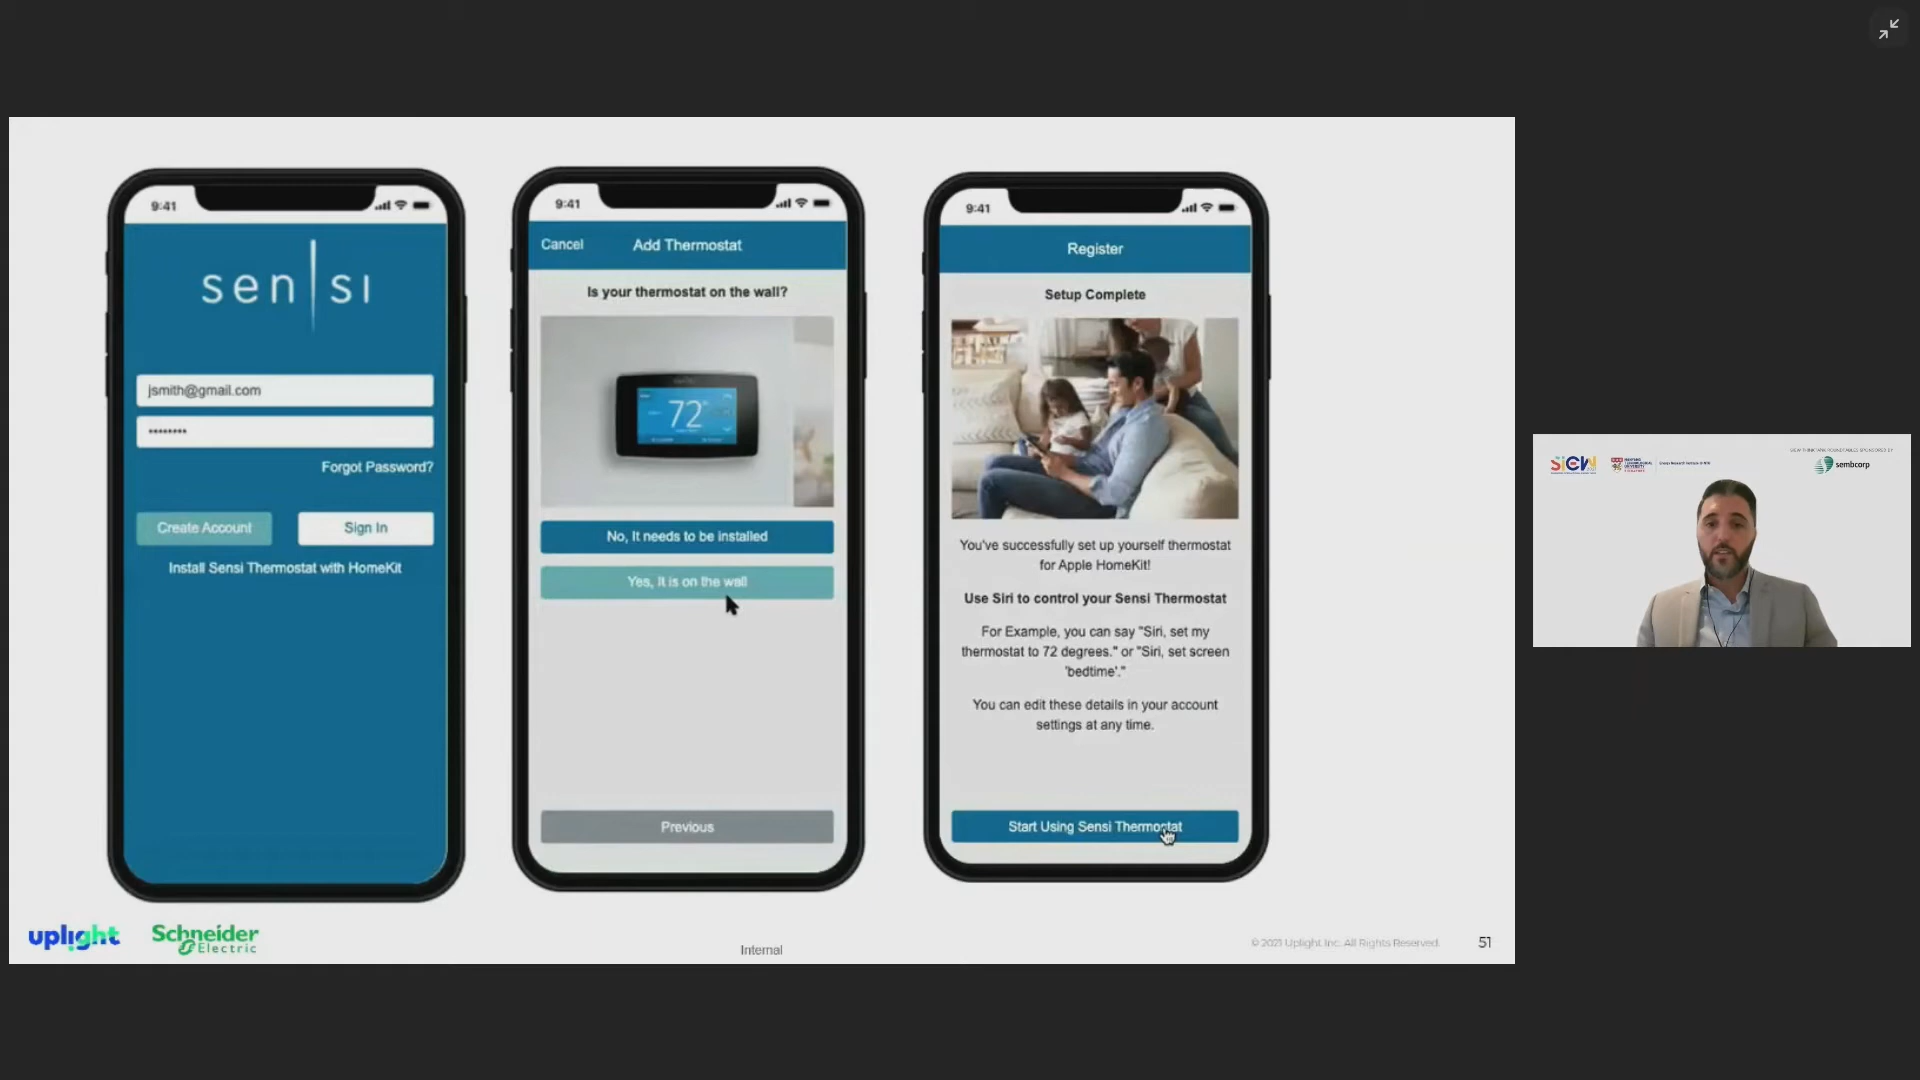 9:41
sensi
jsmith@gmail.com
••••••••
Forgot Password?
Create Account
Sign In
Install Sensi Thermostat with HomeKit
9:41
Cancel
Add Thermostat
Is your thermostat on the wall?
72
No, It needs to be installed
Yes, It is on the wall
Previous
9:41
Register
Setup Complete
You've successfully set up yourself thermostat
for Apple HomeKit!
Use Siri to control your Sensi Thermostat
For Example, you can say "Siri, set my
thermostat to 72 degrees." or "Siri, set screen
'bedtime'."
You can edit these details in your account
settings at any time.
Start Using Sensi Thermostat
uplight
Schneider
Electric
Internal
© 2021 Uplight Inc. All Rights Reserved.
51
sembcorp